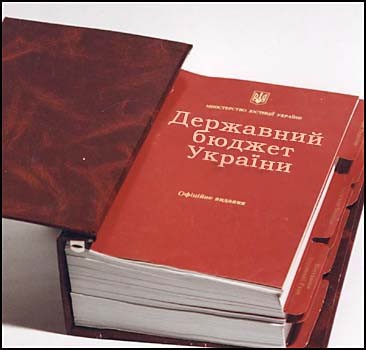 МІНІСТЕРСТВО ЮСТИЦІЇ УКРАЇНИ
Державний
бюджет
України
Офіційне видання